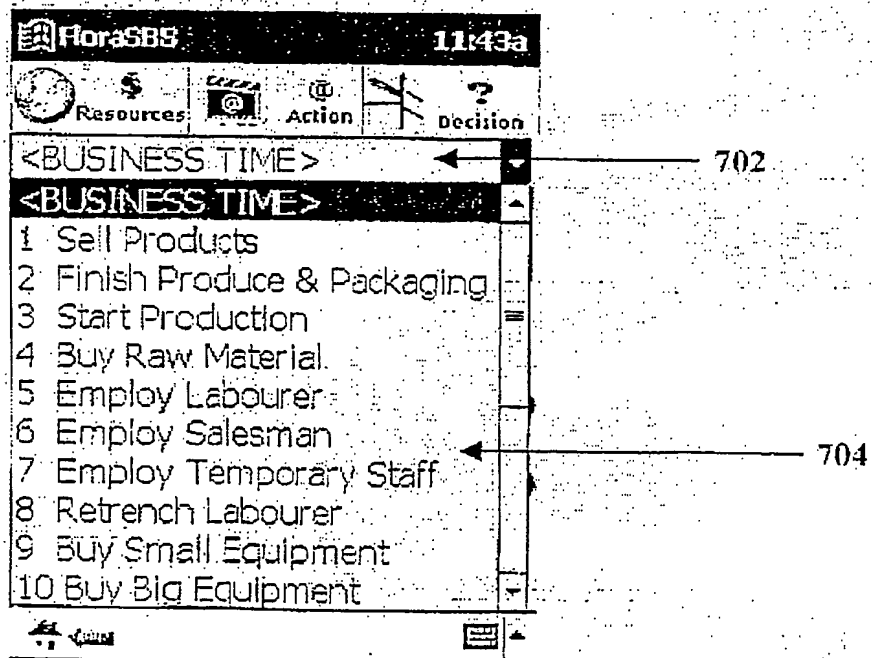 FloraSBS 11:43a
$ @ ?
Resources @ Action Decision
<BUSINESS TIME> 702
<BUSINESS TIME>
1 Sell Products
2 Finish Produce & Packaging
3 Start Production
4 Buy Raw Material
5 Employ Labourer
6 Employ Salesman 704
7 Employ Temporary Staff
8 Retrench Labourer
9 Buy Small Equipment
10 Buy Big Equipment